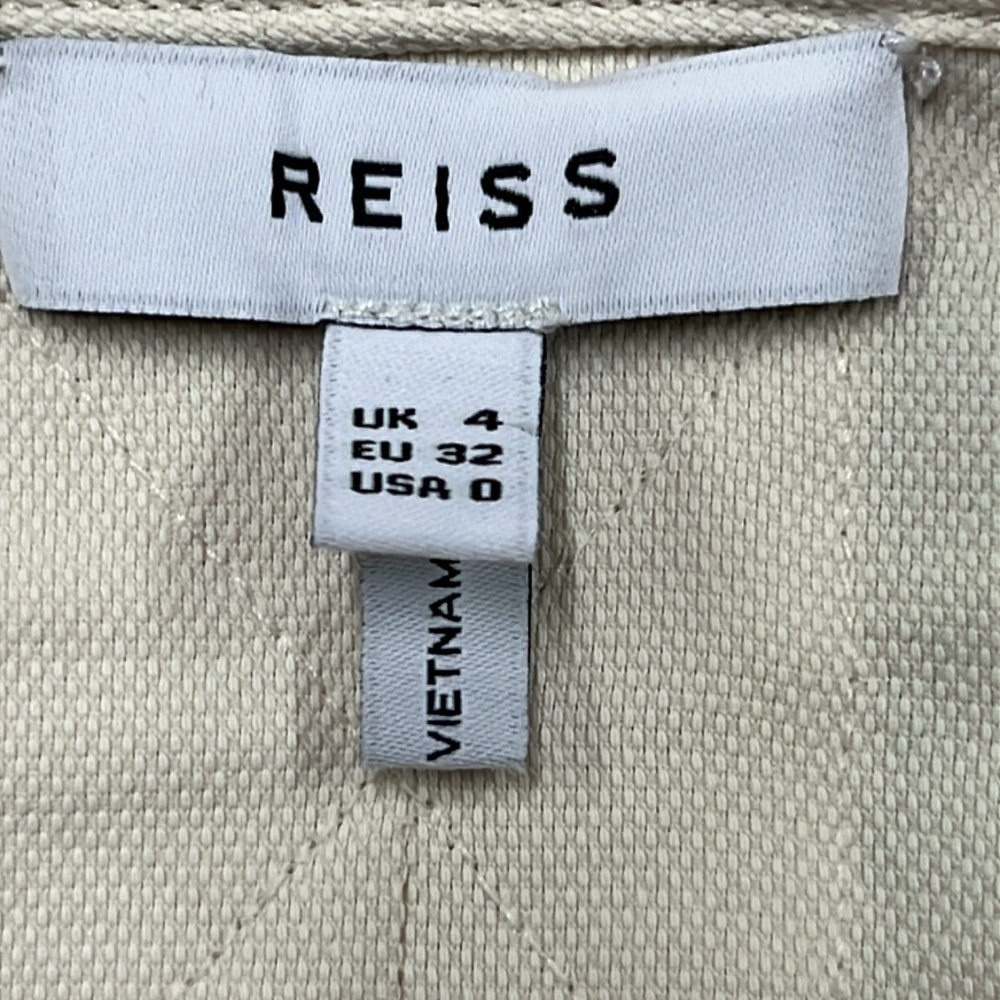 REISS
UK 4
EU 32
USA 0
VIETNAM